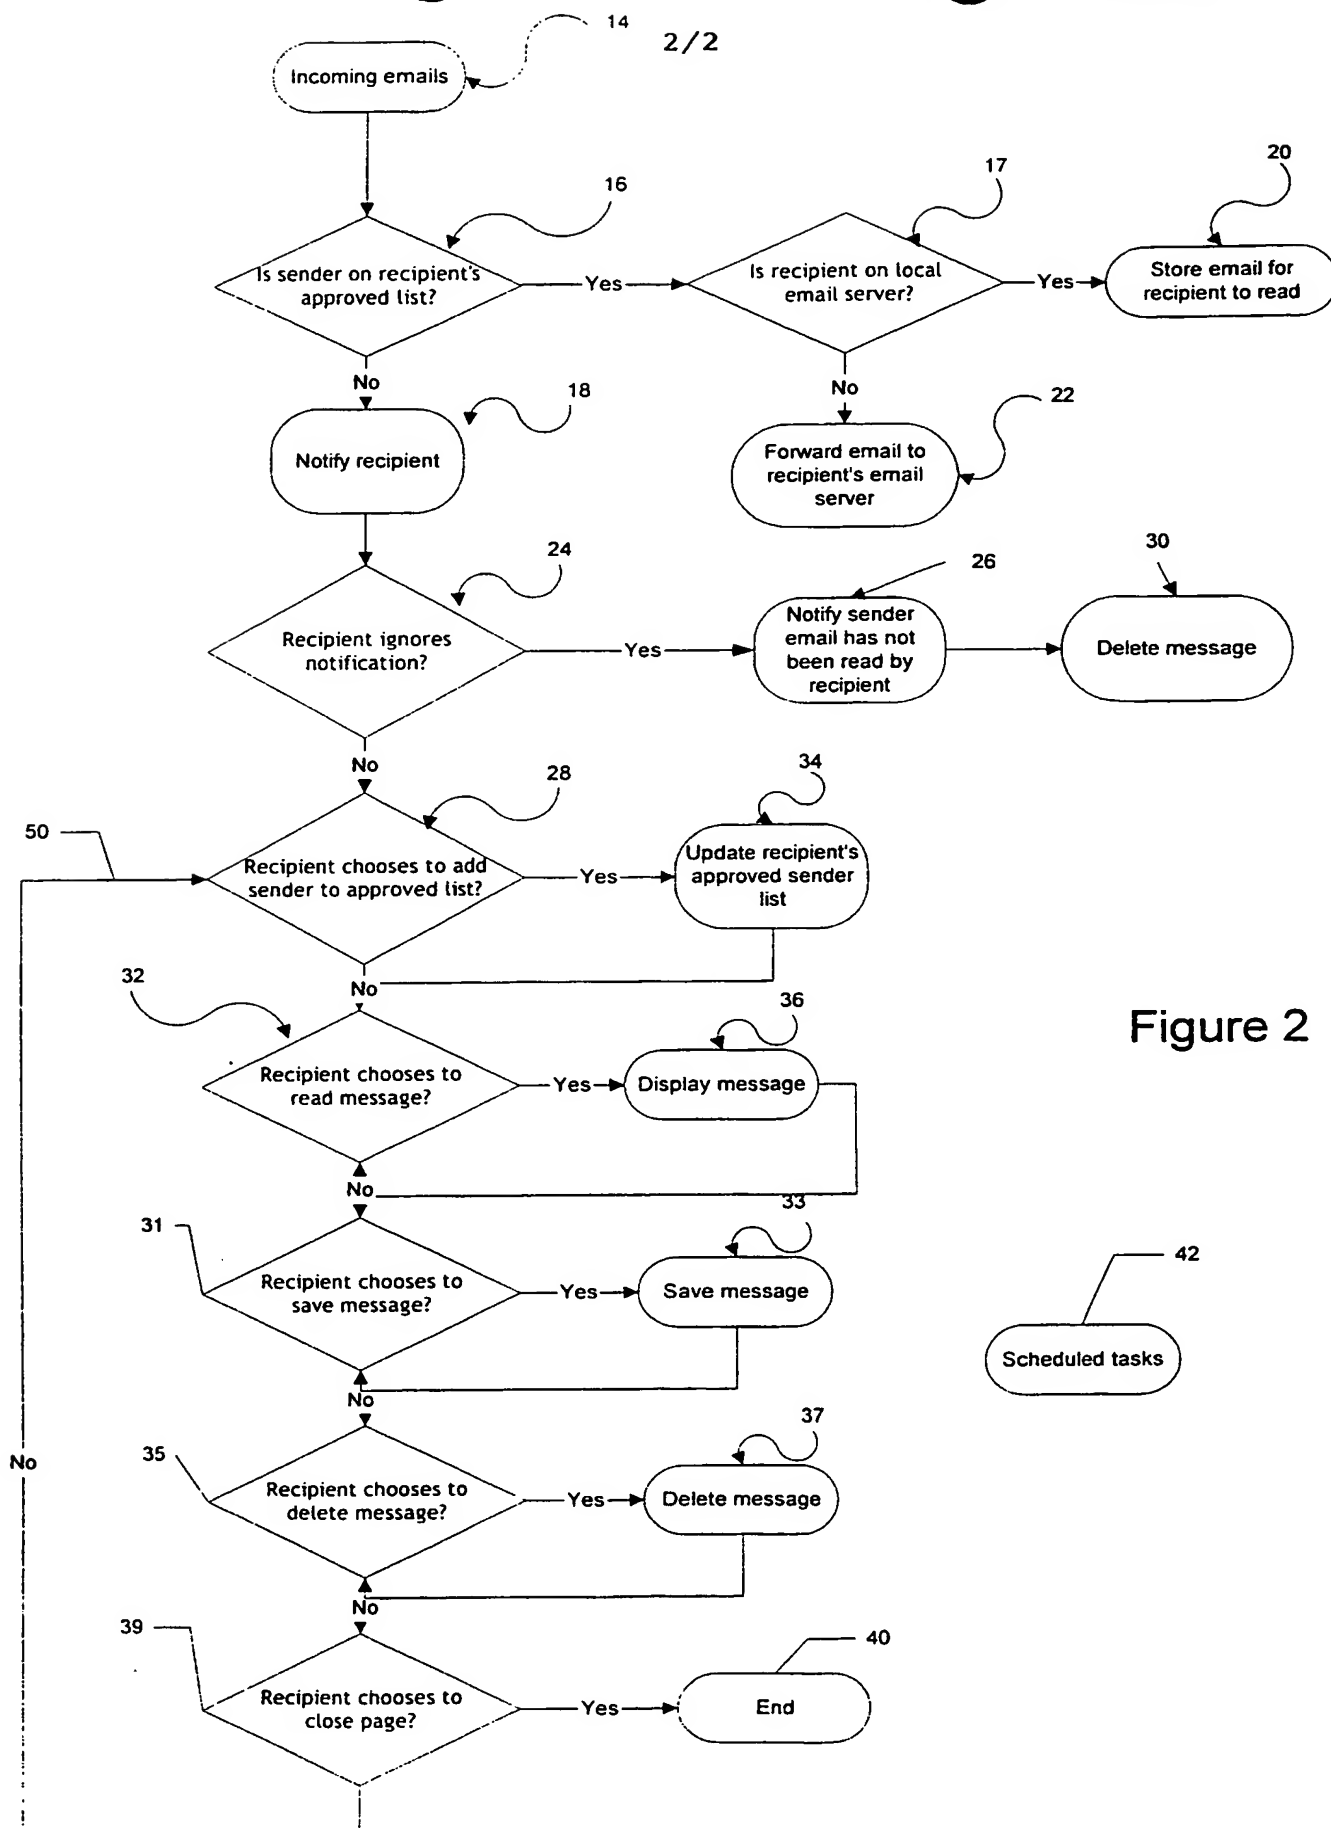 14
2/2
Incoming emails
16
17
20
Is sender on recipient's
approved list?
Yes
Is recipient on local
email server?
Yes
Store email for
recipient to read
No
No
18
22
Notify recipient
Forward email to
recipient's email
server
24
26
30
Recipient ignores
notification?
Yes
Notify sender
email has not
been read by
recipient
Delete message
No
28
34
50
Recipient chooses to add
sender to approved list?
Yes
Update recipient's
approved sender
list
32
No
36
Figure 2
Recipient chooses to
read message?
Yes
Display message
No
33
31
42
Recipient chooses to
save message?
Yes
Save message
Scheduled tasks
No
37
35
No
Recipient chooses to
delete message?
Yes
Delete message
No
39
40
Recipient chooses to
close page?
Yes
End